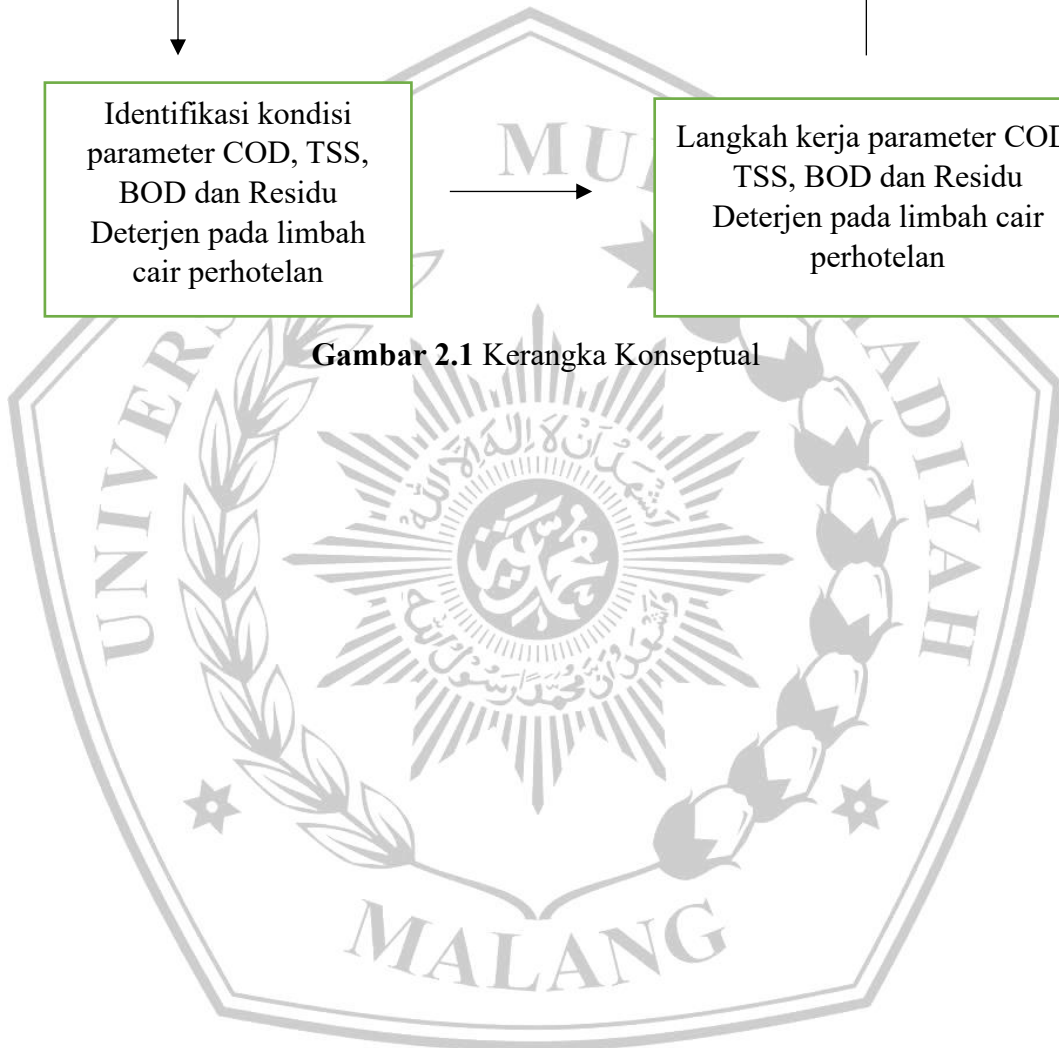 Identifikasi kondisi
parameter COD, TSS,
BOD dan Residu
Deterjen pada limbah
cair perhotelan
Langkah kerja parameter COD
TSS, BOD dan Residu
Deterjen pada limbah cair
perhotelan
Gambar 2.1 Kerangka Konseptual
MALANG